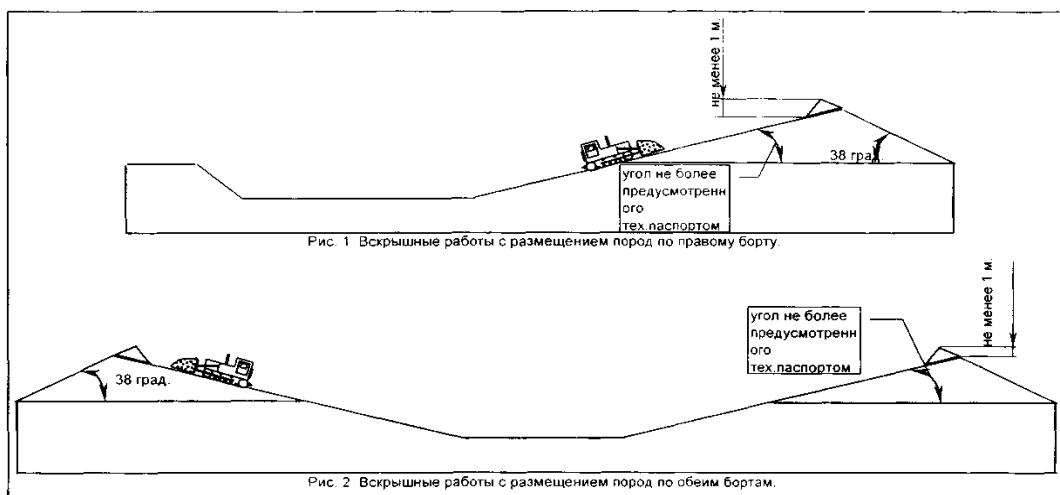 не менее 1 м.
38 град.
угол не более
предусмотренн
ого
тех.паспортом
Рис. 1 Вскрышные работы с размещением пород по правому борту.
не менее 1 м.
угол не более
предусмотренн
ого
тех.паспортом
38 град.
Рис. 2 Вскрышные работы с размещением пород по обеим бортам.